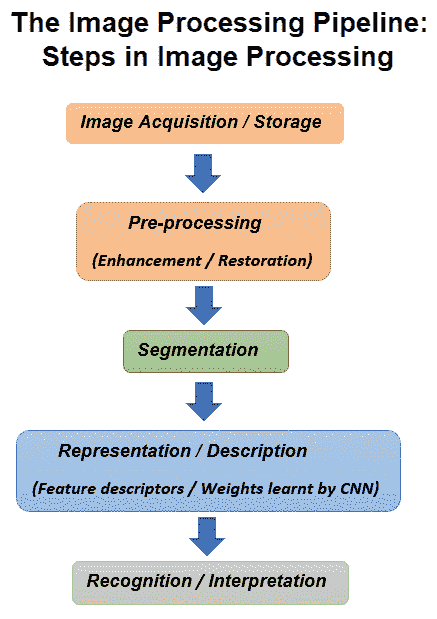 The Image Processing Pipeline:
Steps in Image Processing
Image Acquisition / Storage
Pre-processing
(Enhancement / Restoration)
Segmentation
Representation / Description
(Feature descriptors / Weights learnt by CNN)
Recognition / Interpretation